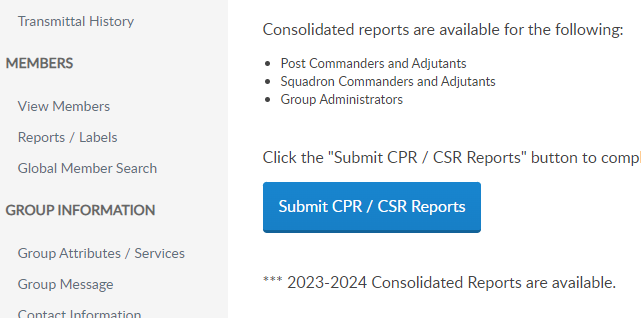 Transmittal History
MEMBERS
View Members
Reports / Labels
Global Member Search
GROUP INFORMATION
Group Attributes / Services
Group Message
Contact Information
Consolidated reports are available for the following:
Post Commanders and Adjutants
Squadron Commanders and Adjutants
Group Administrators
Click the "Submit CPR / CSR Reports" button to compl
Submit CPR / CSR Reports
*** 2023-2024 Consolidated Reports are available.